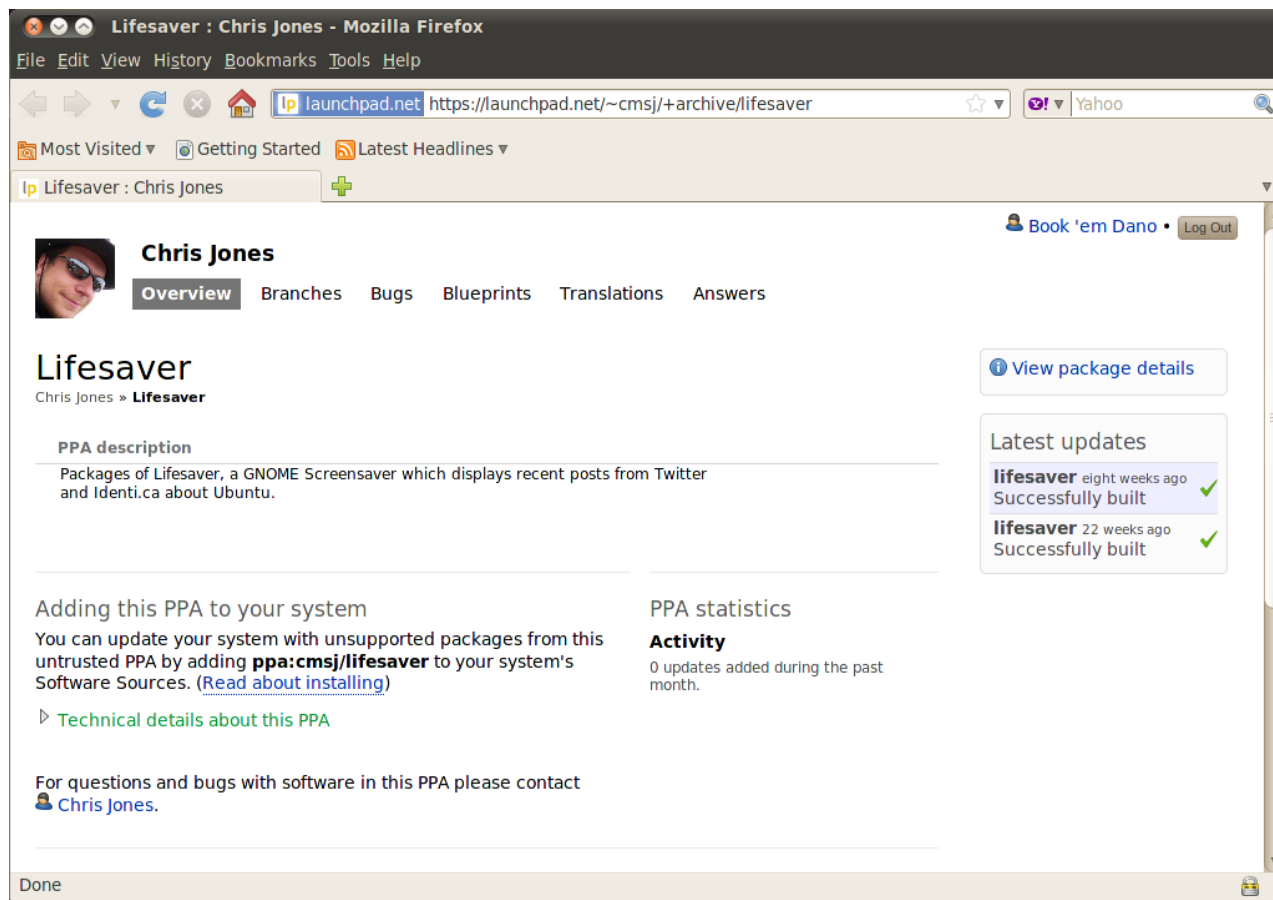 Lifesaver : Chris Jones - Mozilla Firefox
File Edit View History Bookmarks Tools Help
lp launchpad.net https://launchpad.net/~cmsj/+archive/lifesaver Y! Yahoo
Most Visited Getting Started Latest Headlines
lp Lifesaver : Chris Jones
Book 'em Dano • Log Out
Chris Jones
Overview Branches Bugs Blueprints Translations Answers
Lifesaver
Chris Jones » Lifesaver
View package details
PPA description
Packages of Lifesaver, a GNOME Screensaver which displays recent posts from Twitter
and Identi.ca about Ubuntu.
Latest updates
lifesaver eight weeks ago
Successfully built
lifesaver 22 weeks ago
Successfully built
Adding this PPA to your system
You can update your system with unsupported packages from this
untrusted PPA by adding ppa:cmsj/lifesaver to your system's
Software Sources. (Read about installing)
Technical details about this PPA
For questions and bugs with software in this PPA please contact
Chris Jones.
PPA statistics
Activity
0 updates added during the past
month.
Done